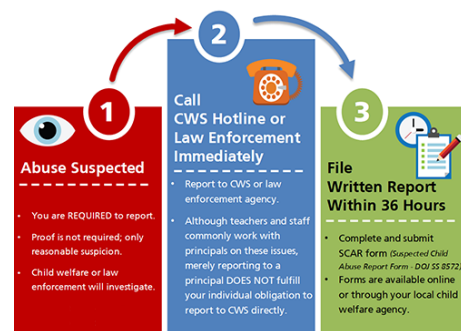 1
Abuse Suspected
• You are REQUIRED to report.
• Proof is not required; only
reasonable suspicion.
• Child welfare or law
enforcement will investigate.
2
Call
CWS Hotline or
Law Enforcement
Immediately
• Report to CWS or law
enforcement agency.
• Although teachers and staff
commonly work with
principals on these issues,
merely reporting to a
principal DOES NOT fulfill
your individual obligation to
report to CWS directly.
3
File
Written Report
Within 36 Hours
• Complete and submit
SCAR form (Suspected Child
Abuse Report Form - DOJ SS 8572)
• Forms are available online
or through your local child
welfare agency.